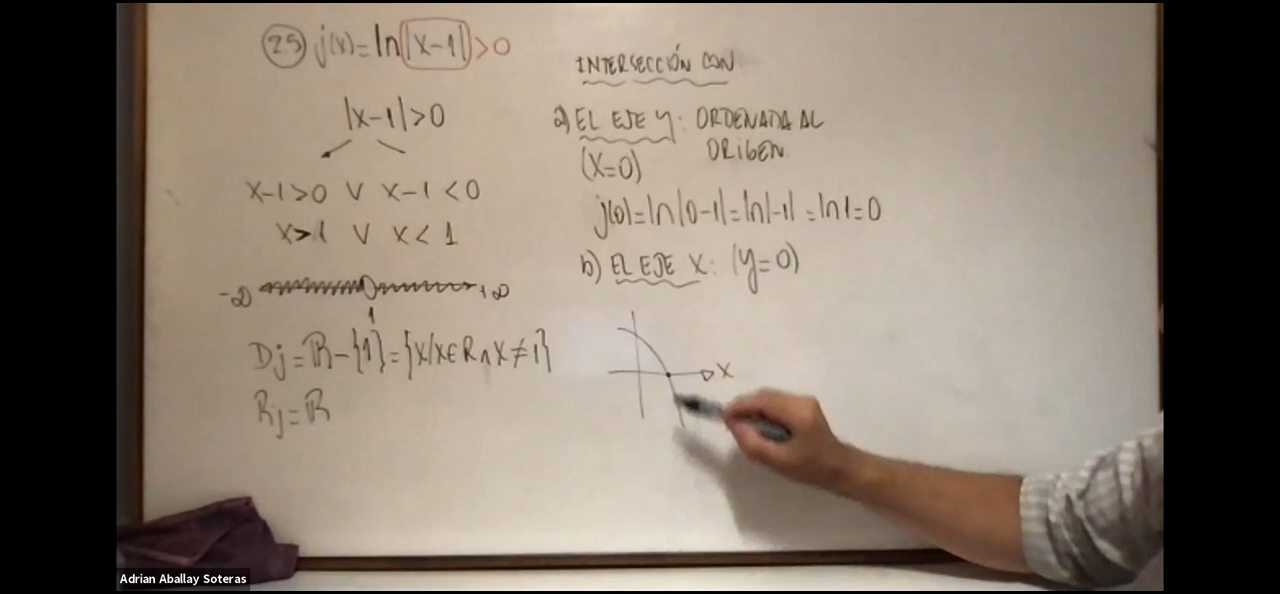 25 j(x)=ln|x-1|>0
|x-1|>0
x-1>0 V x-1<0
x>1 V x<1
-∞ +∞
1
Dj=ℝ-{1}={x/x∈R∧x≠1}
Rj=ℝ
INTERSECCIÓN CON
a) EL EJE y: ORDENADA AL
ORIGEN.
(x=0)
j(0)=ln|0-1|=ln|-1|=ln1=0
b) EL EJE x: (y=0)
x
Adrian Aballay Soteras